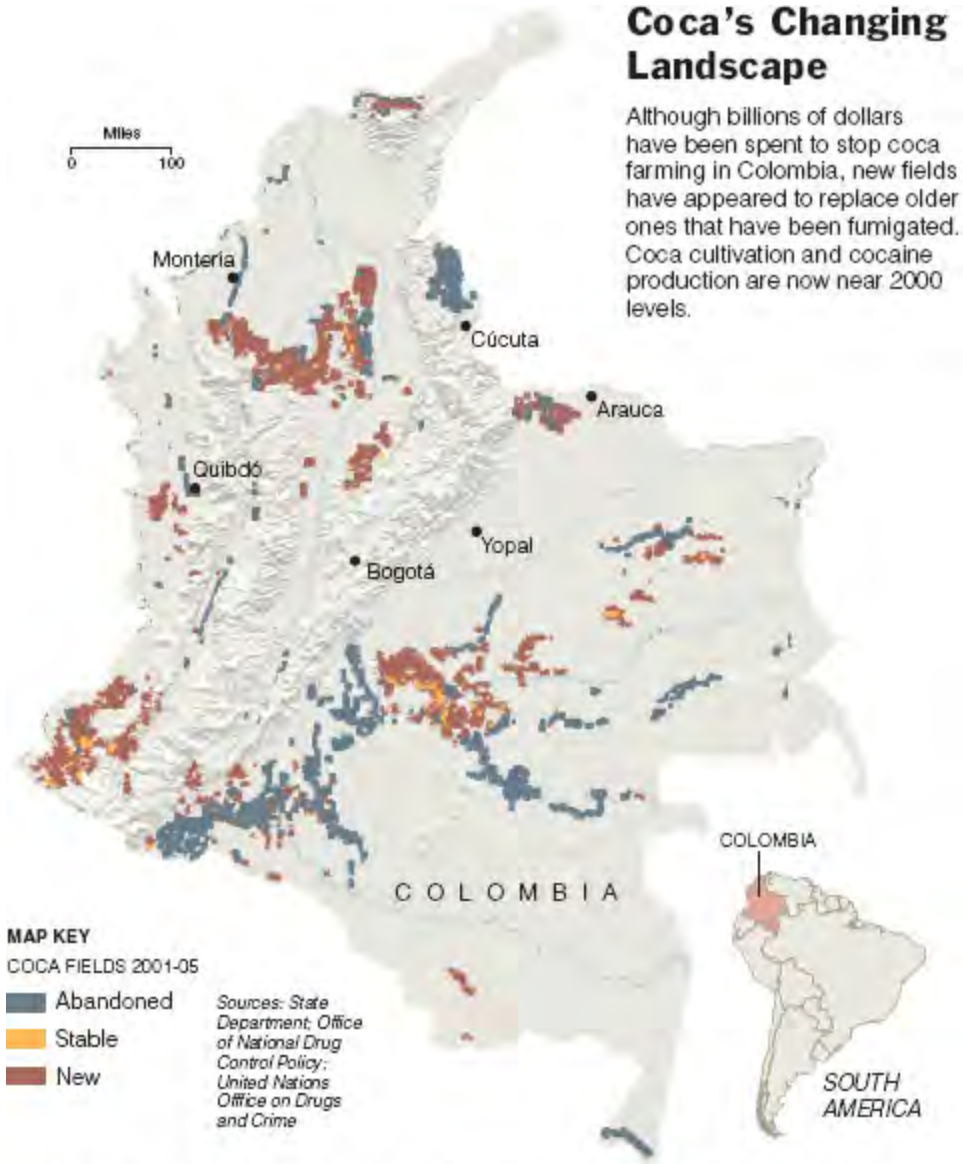 Coca's Changing
Landscape
Although billions of dollars
have been spent to stop coca
farming in Colombia, new fields
have appeared to replace older
ones that have been fumigated.
Coca cultivation and cocaine
production are now near 2000
levels.
Miles
0 100
Montería
Cúcuta
Arauca
Quibdó
Yopal
Bogotá
COLOMBIA
COLOMBIA
SOUTH
AMERICA
MAP KEY
COCA FIELDS 2001-05
Abandoned
Stable
New
Sources: State
Department; Office
of National Drug
Control Policy;
United Nations
Offfice on Drugs
and Crime